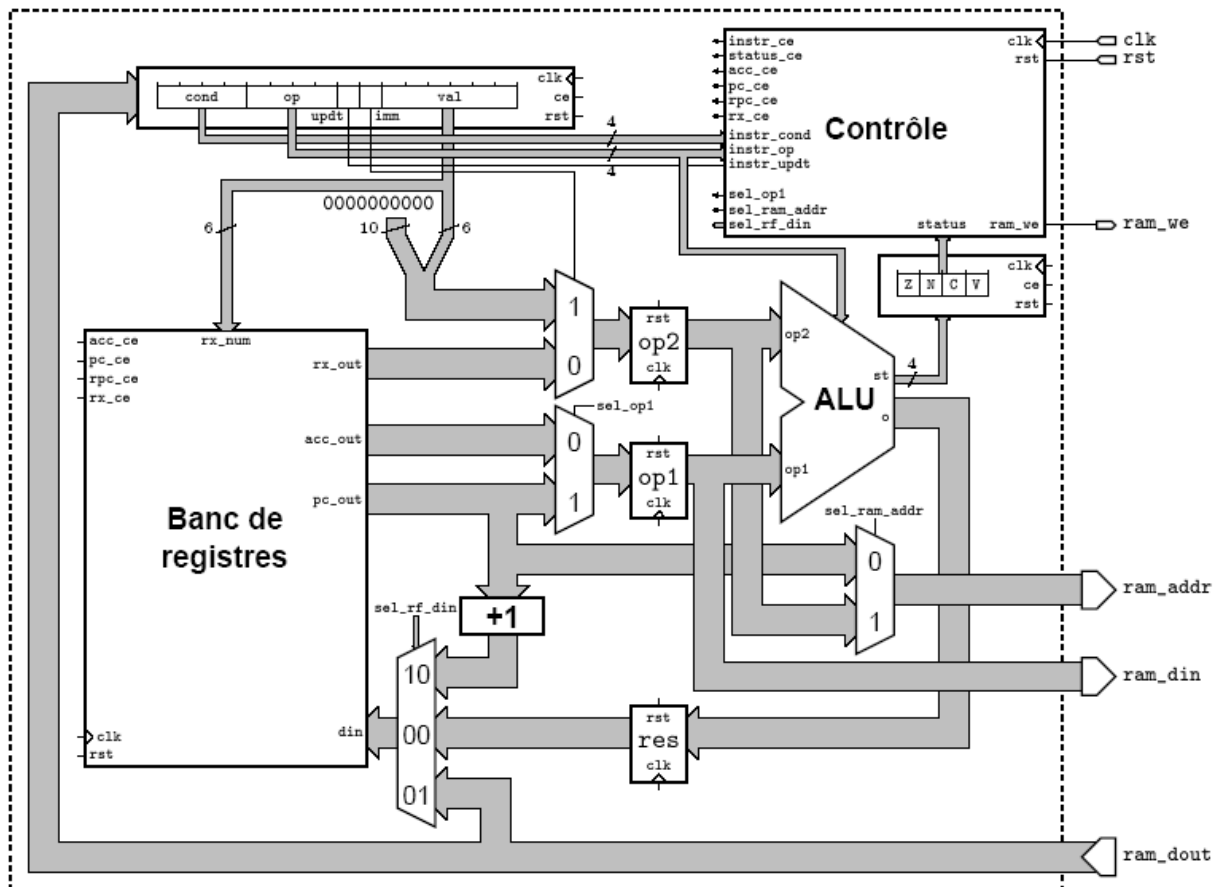 instr_ce
status_ce
acc_ce
pc_ce
rpc_ce
rx_ce
instr_cond
instr_op
instr_updt
sel_op1
sel_ram_addr
sel_rf_din
Contrôle
clk
rst
status
ram_we
clk
rst
ram_we
cond
op
val
updt
imm
clk
ce
rst
4
4
4
0000000000
6
10
6
Z N C V
clk
ce
rst
acc_ce
pc_ce
rpc_ce
rx_ce
rx_num
rx_out
acc_out
pc_out
Banc de
registres
din
clk
rst
1
0
sel_op1
0
1
rst
op2
clk
rst
op1
clk
op2
op1
ALU
st
o
4
sel_ram_addr
0
1
ram_addr
+1
sel_rf_din
10
00
01
rst
res
clk
ram_din
ram_dout